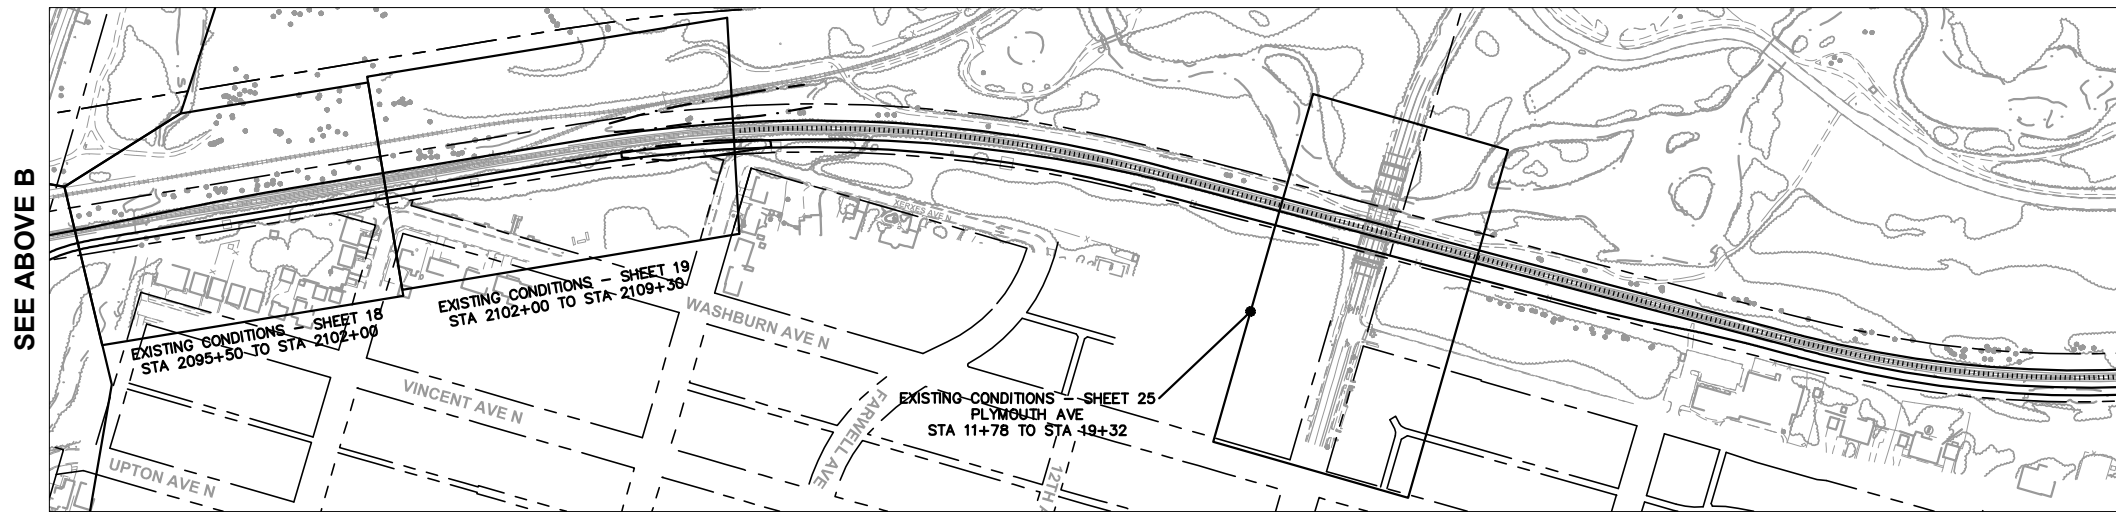 SEE ABOVE B
EXISTING CONDITIONS - SHEET 18
STA 2095+50 TO STA 2102+00
EXISTING CONDITIONS - SHEET 19
STA 2102+00 TO STA 2109+30
XERXES AVE N
WASHBURN AVE N
VINCENT AVE N
UPTON AVE N
FARWELL AVE
EXISTING CONDITIONS - SHEET 25
PLYMOUTH AVE
STA 11+78 TO STA 19+32
12TH